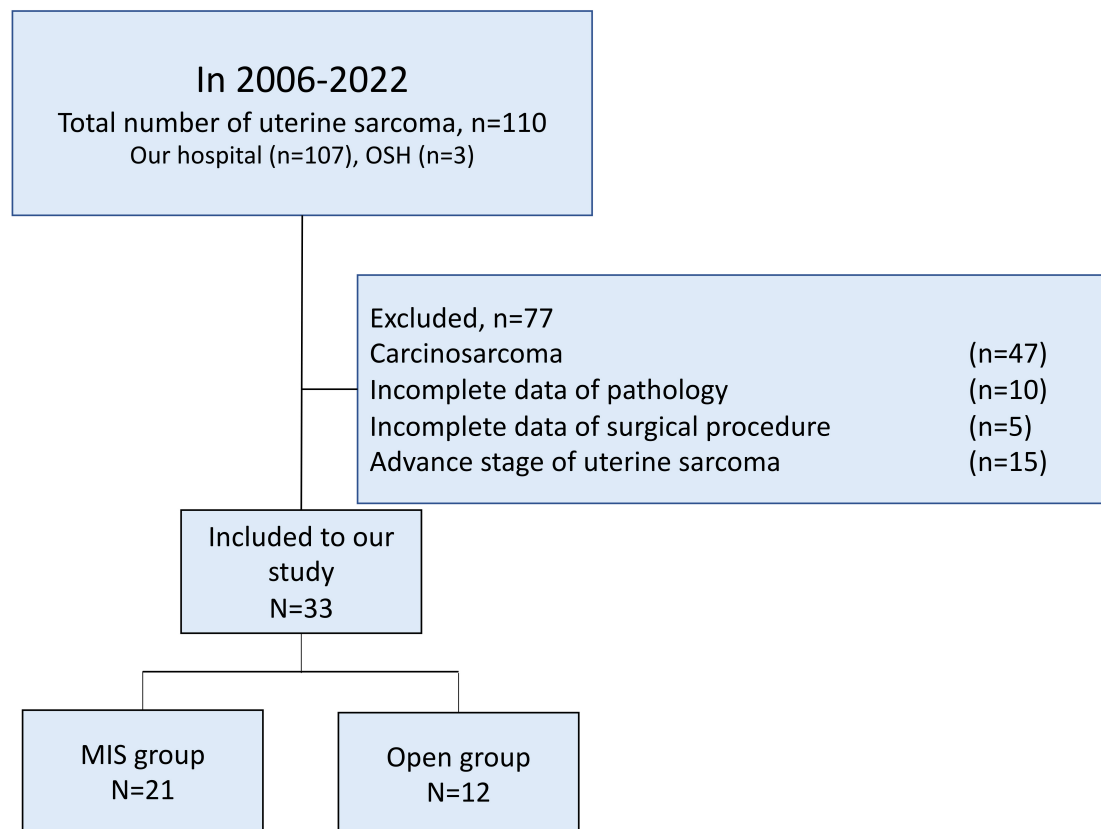 In 2006-2022
Total number of uterine sarcoma, n=110
Our hospital (n=107), OSH (n=3)
Excluded, n=77
Carcinosarcoma (n=47)
Incomplete data of pathology (n=10)
Incomplete data of surgical procedure (n=5)
Advance stage of uterine sarcoma (n=15)
Included to our
study
N=33
MIS group
N=21
Open group
N=12